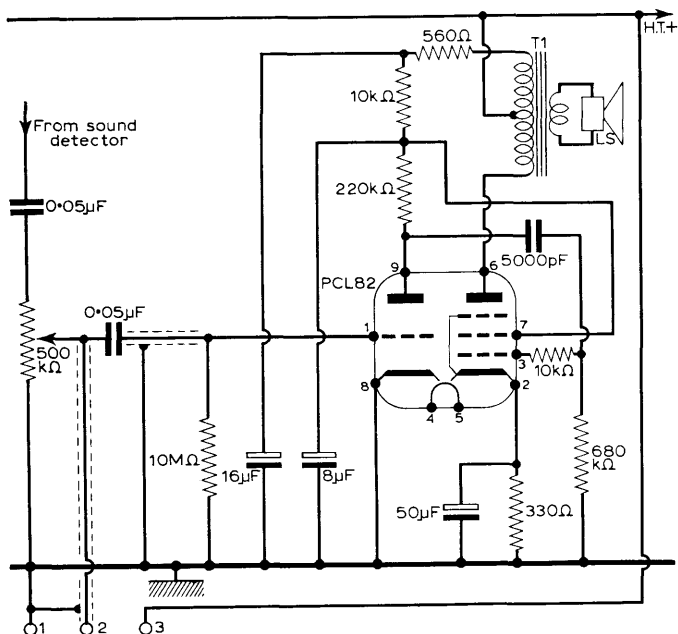 560Ω
T1
H.T.+
10kΩ
LS
From sound
detector
0·05µF
220kΩ
5000pF
9
6
PCL82
0·05µF
1
7
3
10kΩ
500
kΩ
8
2
4
5
10MΩ
16µF
8µF
50µF
330Ω
680
kΩ
1
2
3